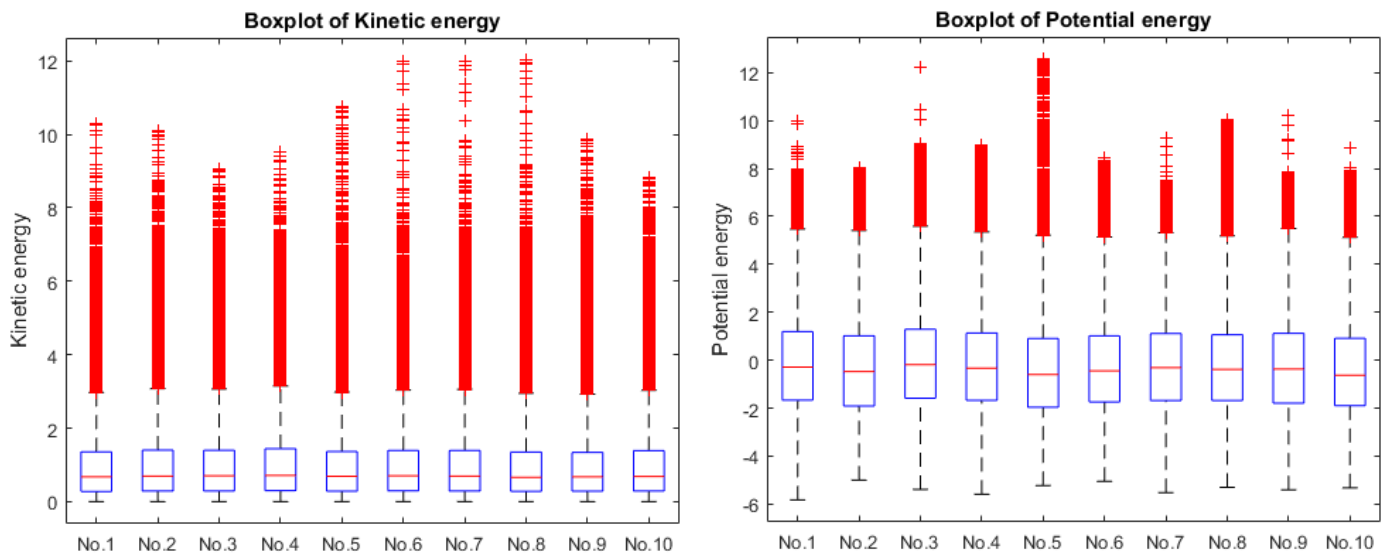 Boxplot of Kinetic energy
Kinetic energy
12
10
8
6
4
2
0
No.1 No.2 No.3 No.4 No.5 No.6 No.7 No.8 No.9 No.10
Boxplot of Potential energy
Potential energy
12
10
8
6
4
2
0
-2
-4
-6
No.1 No.2 No.3 No.4 No.5 No.6 No.7 No.8 No.9 No.10